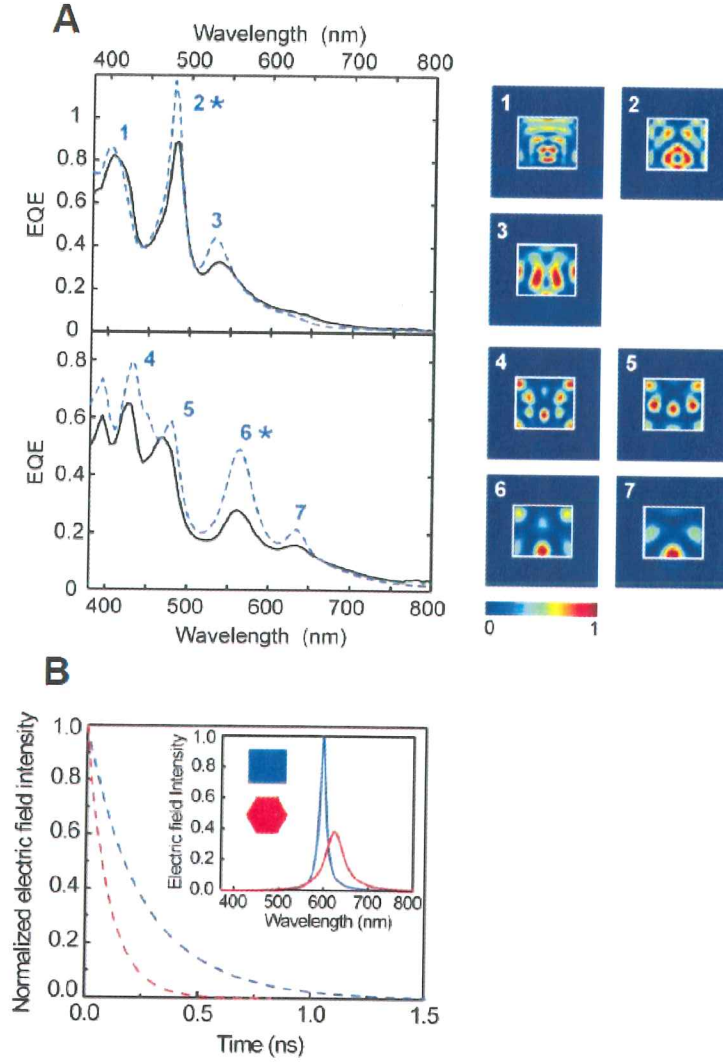 A
Wavelength (nm)
400 500 600 700 800
1
0.8
0.6
0.4
0.2
0
EQE
1
2 *
3
1
2
3
0.8
0.6
0.4
0.2
0
EQE
4
5
6 *
7
400 500 600 700 800
Wavelength (nm)
4
5
6
7
0 1
B
Normalized electric field intensity
1.0
0.8
0.6
0.4
0.2
0.0
0.0 0.5 1.0 1.5
Time (ns)
Electric field Intensity
1.0
0.8
0.6
0.4
0.2
0.0
400 500 600 700 800
Wavelength (nm)